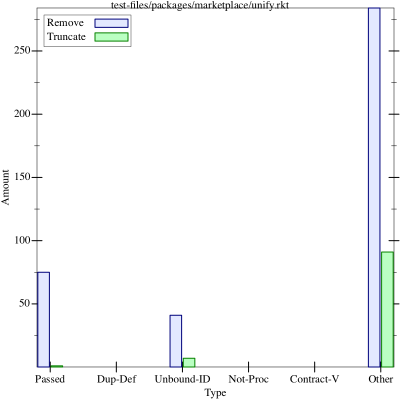 test-files/packages/marketplace/unify.rkt
Remove
Truncate
250
200
150
100
50
Amount
Passed Dup-Def Unbound-ID Not-Proc Contract-V Other
Type